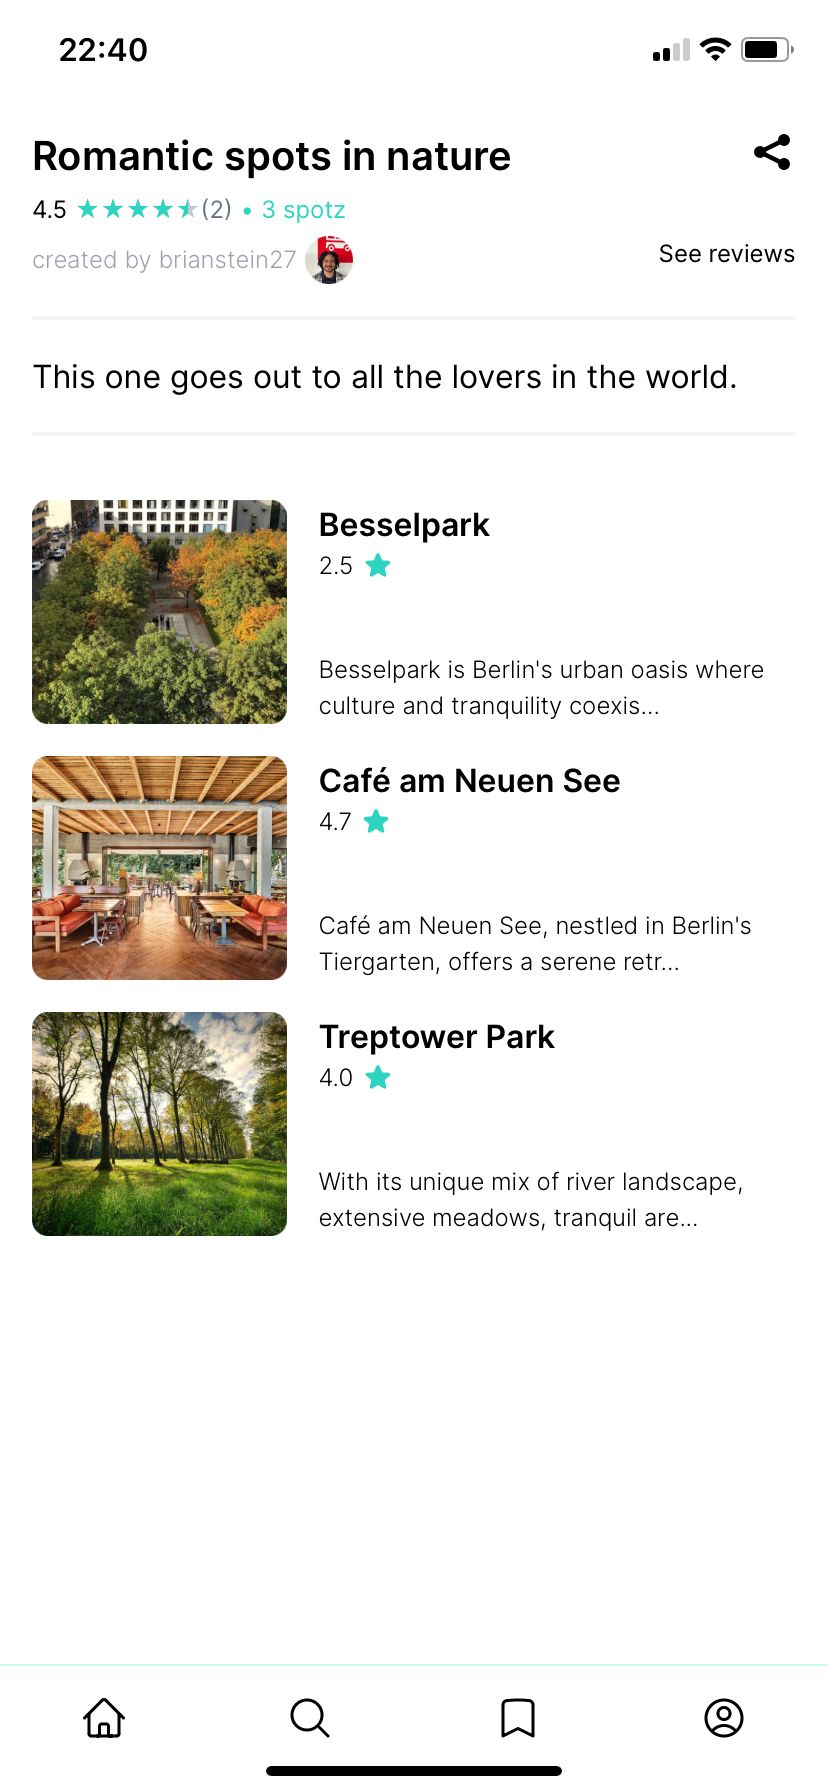 22:40
Romantic spots in nature
4.5 ★★★★★(2) • 3 spotz
created by brianstein27
See reviews
This one goes out to all the lovers in the world.
Besselpark
2.5 ★
Besselpark is Berlin's urban oasis where
culture and tranquility coexis...
Café am Neuen See
4.7 ★
Café am Neuen See, nestled in Berlin's
Tiergarten, offers a serene retr...
Treptower Park
4.0 ★
With its unique mix of river landscape,
extensive meadows, tranquil are...